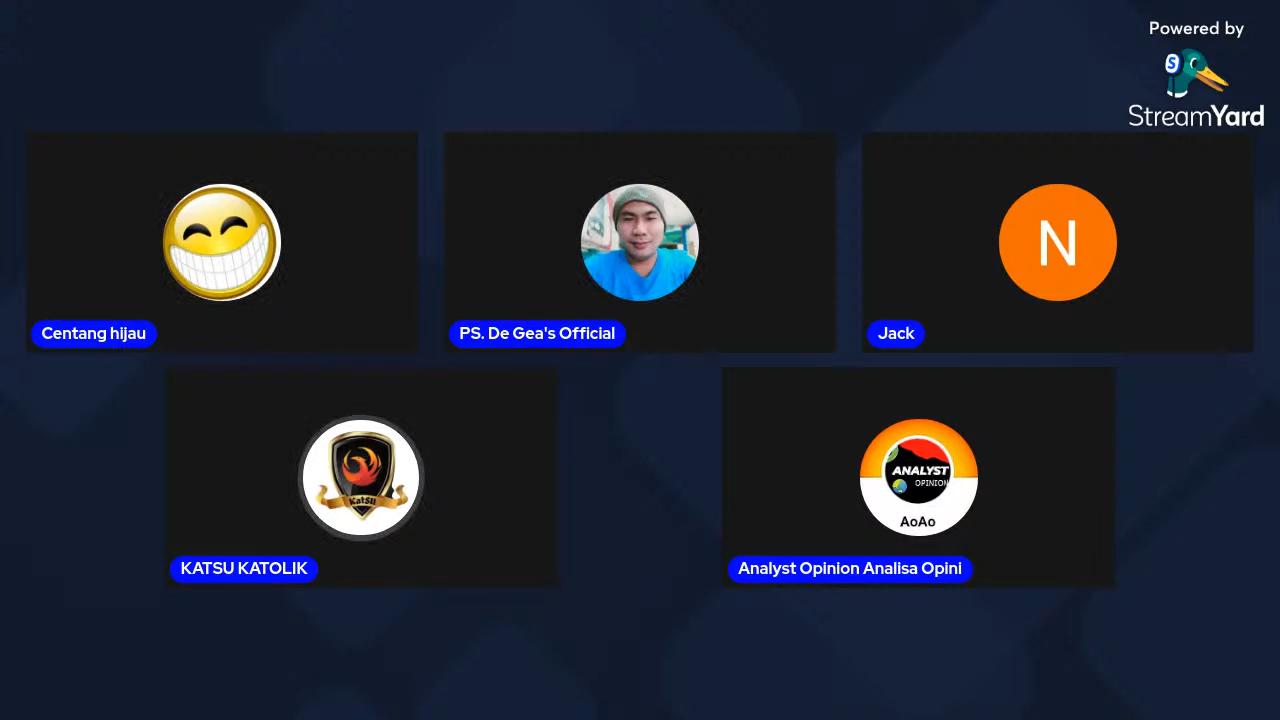 Powered by
S
StreamYard
N
Centang hijau
PS. De Gea's Official
Jack
KatSU
ANALYST
OPINION
AoAo
KATSU KATOLIK
Analyst Opinion Analisa Opini